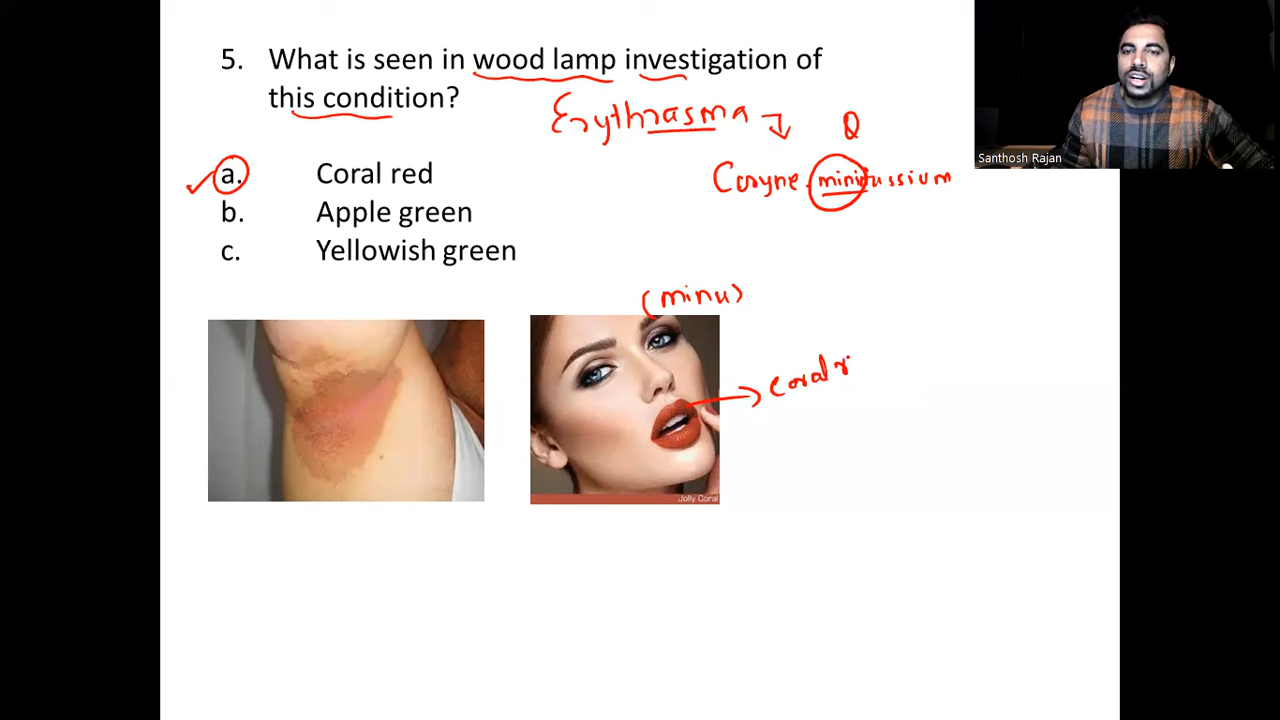 5. What is seen in wood lamp investigation of
this condition?
Erythrasma
Q
Coryne. minitussium
a. Coral red
b. Apple green
c. Yellowish green
(minu)
coral r
Jolly Coral
Santhosh Rajan